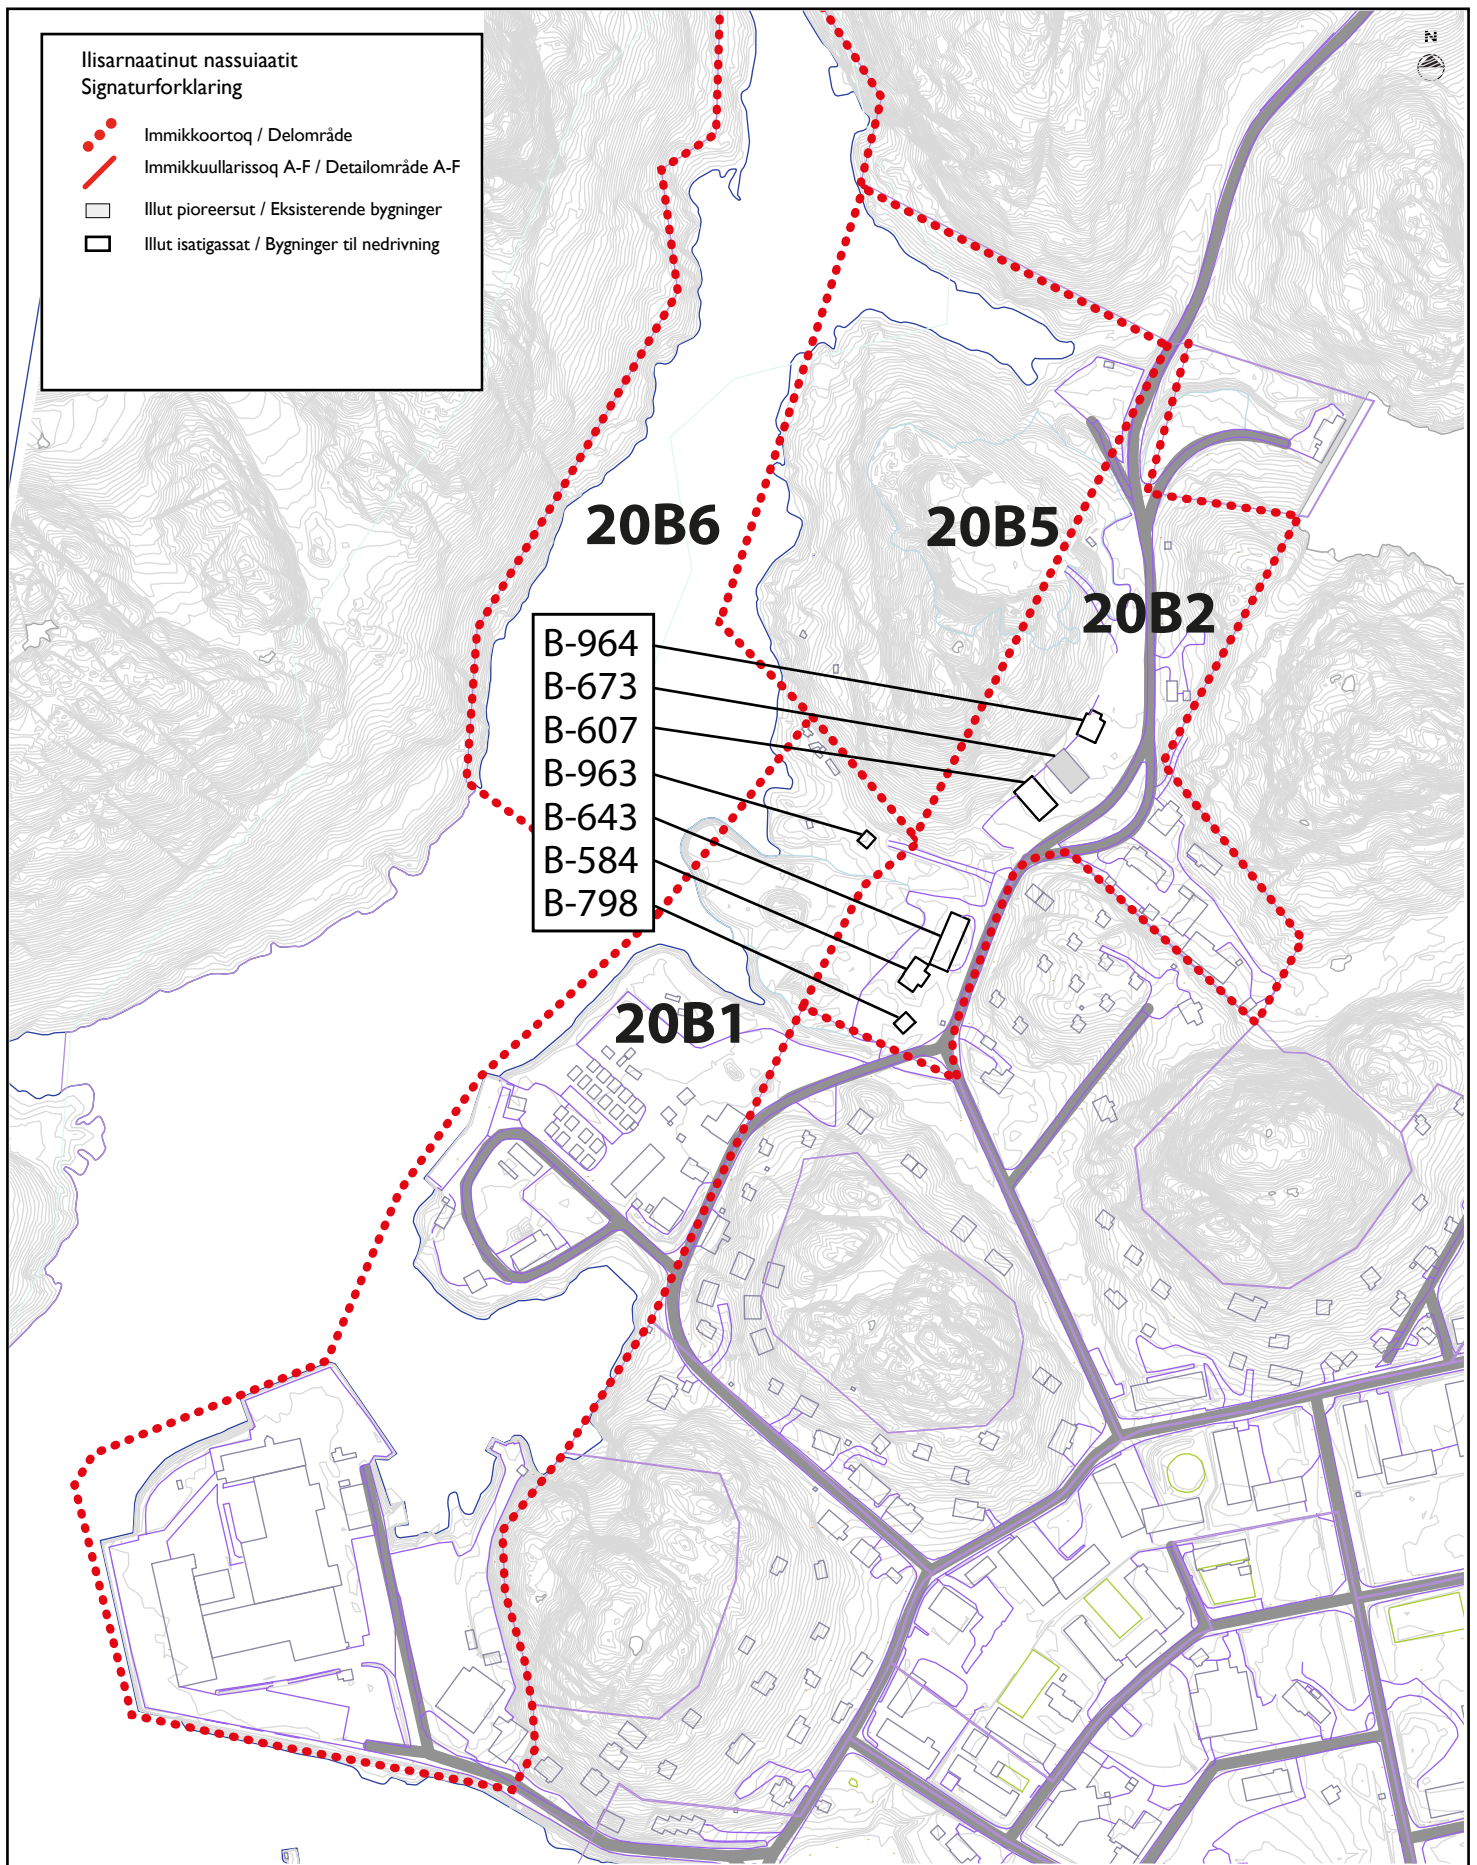 Ilisarnaatinut nassuiaatit
Signaturforklaring
Immikkoortoq / Delområde
Immikkuullarissoq A-F / Detailområde A-F
Illut pioreersut / Eksisterende bygninger
Illut isatigassat / Bygninger til nedrivning
N
20B6
20B5
20B2
B-964
B-673
B-607
B-963
B-643
B-584
B-798
20B1